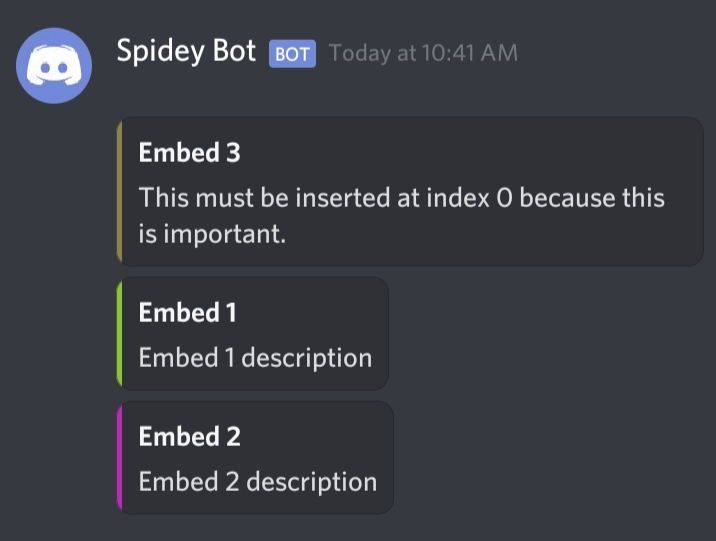 Spidey Bot BOT Today at 10:41 AM
Embed 3
This must be inserted at index 0 because this
is important.
Embed 1
Embed 1 description
Embed 2
Embed 2 description